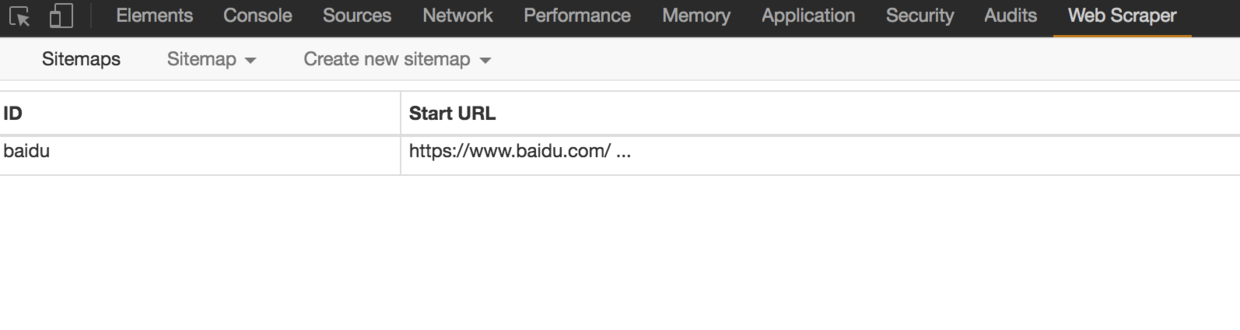 Elements Console Sources Network Performance Memory Application Security Audits Web Scraper
Sitemaps Sitemap Create new sitemap
ID Start URL
baidu https://www.baidu.com/ ...